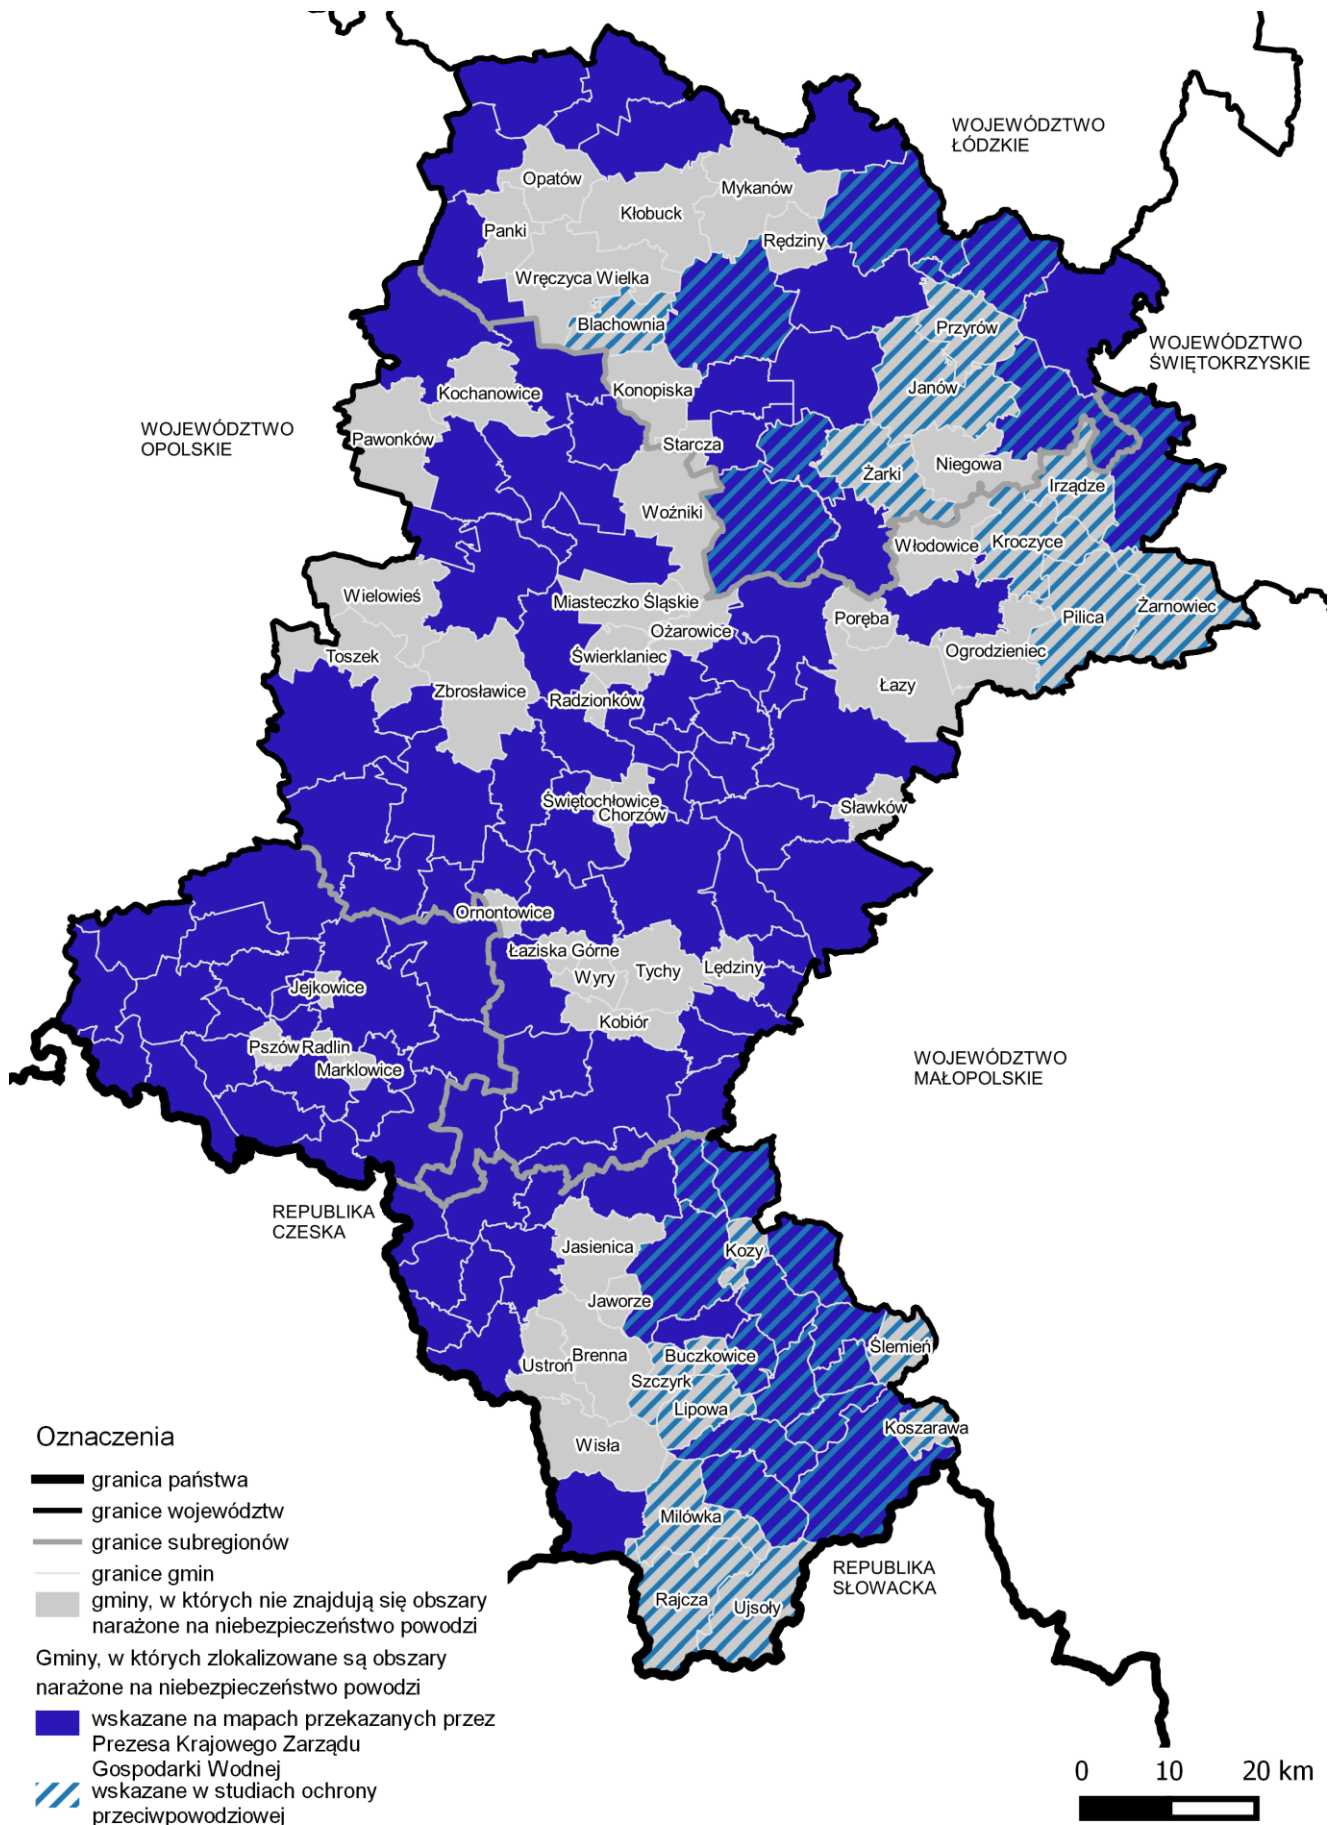 WOJEWÓDZTWO
ŁÓDZKIE
Opatów
Mykanów
Kłobuck
Panki
Rędziny
Wręczyca Wielka
Blachownia
Przyrów
WOJEWÓDZTWO
ŚWIĘTOKRZYSKIE
Kochanowice
Konopiska
Janów
WOJEWÓDZTWO
OPOLSKIE
Pawonków
Starcza
Żarki
Niegowa
Irządze
Woźniki
Włodowice
Kroczyce
Wielowieś
Miasteczko Śląskie
Poręba
Pilica
Żarnowiec
Ożarowice
Toszek
Świerklaniec
Ogrodzieniec
Zbrosławice
Radzionków
Łazy
Świętochłowice
Chorzów
Sławków
Ornontowice
Łaziska Górne
Wyry
Tychy
Lędziny
Jejkowice
Kobiór
Pszów
Radlin
Marklowice
WOJEWÓDZTWO
MAŁOPOLSKIE
REPUBLIKA
CZESKA
Jasienica
Kozy
Jaworze
Ustroń
Brenna
Buczkowice
Ślemień
Szczyrk
Lipowa
Wisła
Koszarawa
Milówka
REPUBLIKA
SŁOWACKA
Rajcza
Ujsoły
Oznaczenia
granica państwa
granice województw
granice subregionów
granice gmin
gminy, w których nie znajdują się obszary
narażone na niebezpieczeństwo powodzi
Gminy, w których zlokalizowane są obszary
narażone na niebezpieczeństwo powodzi
wskazane na mapach przekazanych przez
Prezesa Krajowego Zarządu
Gospodarki Wodnej
wskazane w studiach ochrony
przeciwpowodziowej
0 10 20 km